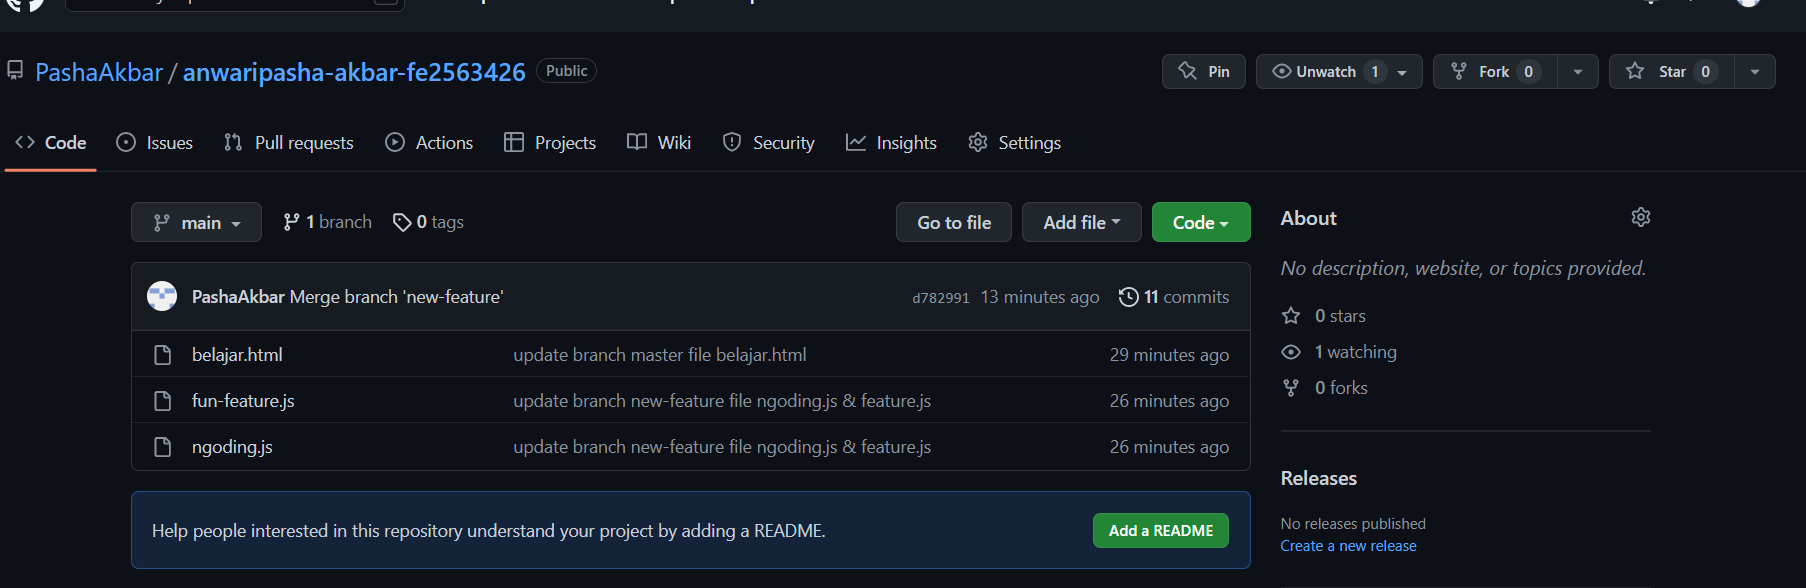 PashaAkbar / anwaripasha-akbar-fe2563426 Public
Pin Unwatch 1 Fork 0 Star 0
Code Issues Pull requests Actions Projects Wiki Security Insights Settings
main 1 branch 0 tags Go to file Add file Code
PashaAkbar Merge branch 'new-feature' d782991 13 minutes ago 11 commits
belajar.html update branch master file belajar.html 29 minutes ago
fun-feature.js update branch new-feature file ngoding.js & feature.js 26 minutes ago
ngoding.js update branch new-feature file ngoding.js & feature.js 26 minutes ago
Help people interested in this repository understand your project by adding a README. Add a README
About
No description, website, or topics provided.
0 stars
1 watching
0 forks
Releases
No releases published
Create a new release